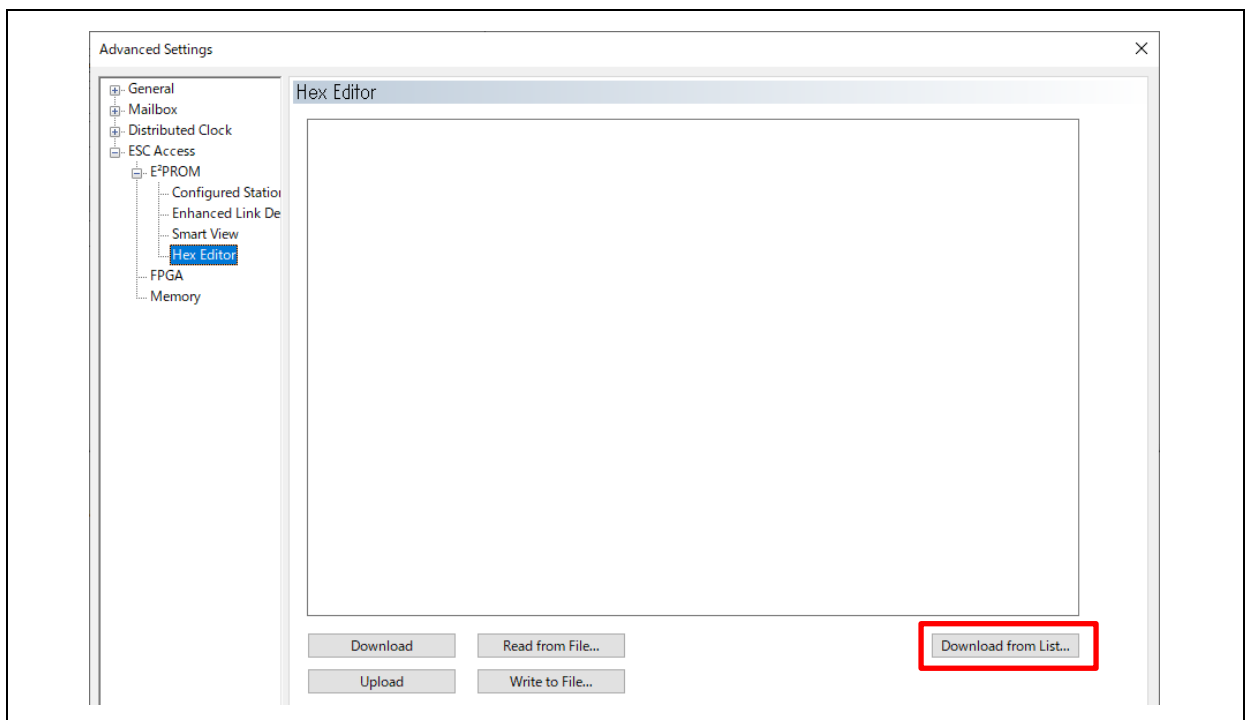 Advanced Settings
General
Mailbox
Distributed Clock
ESC Access
E²PROM
Configured Station
Enhanced Link De
Smart View
Hex Editor
FPGA
Memory
Hex Editor
Download
Read from File...
Download from List...
Upload
Write to File...